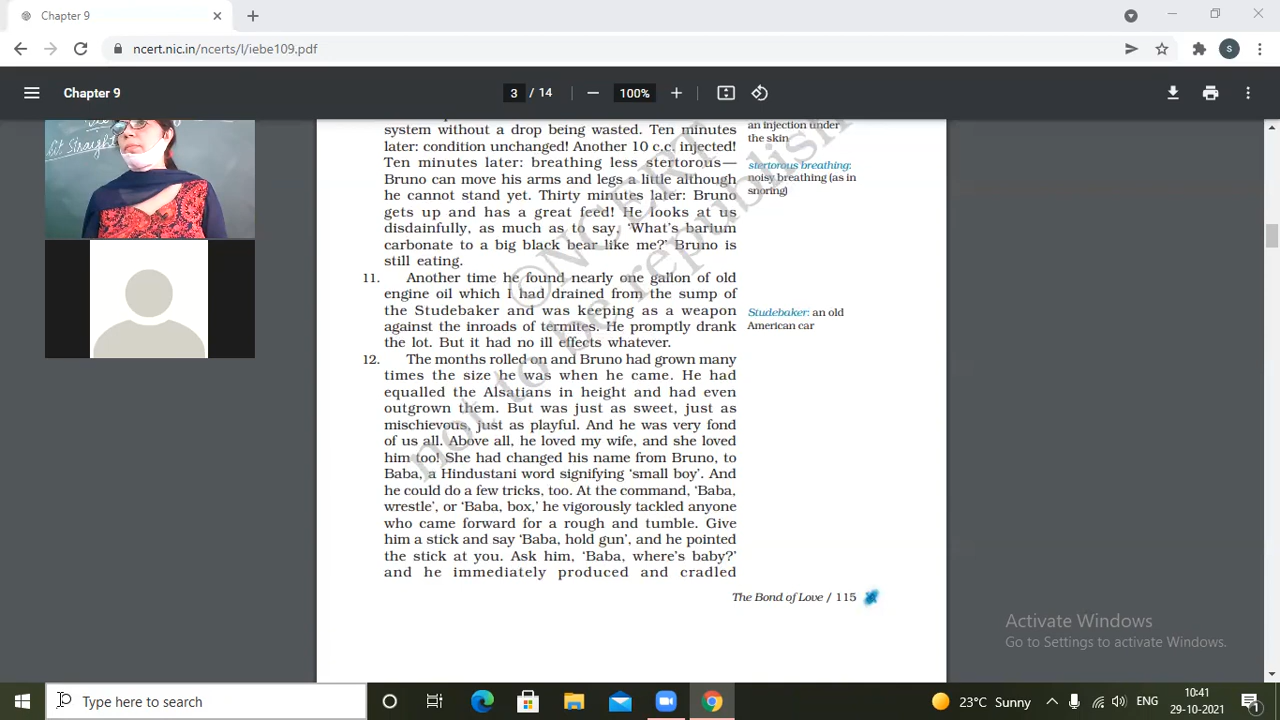 Chapter 9
ncert.nic.in/ncerts/l/iebe109.pdf
S
Chapter 9
3 / 14
100%
system without a drop being wasted. Ten minutes
later: condition unchanged! Another 10 c.c. injected!
Ten minutes later: breathing less stertorous—
Bruno can move his arms and legs a little although
he cannot stand yet. Thirty minutes later: Bruno
gets up and has a great feed! He looks at us
disdainfully, as much as to say, ‘What’s barium
carbonate to a big black bear like me?’ Bruno is
still eating.
11. Another time he found nearly one gallon of old
engine oil which I had drained from the sump of
the Studebaker and was keeping as a weapon
against the inroads of termites. He promptly drank
the lot. But it had no ill effects whatever.
12. The months rolled on and Bruno had grown many
times the size he was when he came. He had
equalled the Alsatians in height and had even
outgrown them. But was just as sweet, just as
mischievous, just as playful. And he was very fond
of us all. Above all, he loved my wife, and she loved
him too! She had changed his name from Bruno, to
Baba, a Hindustani word signifying ‘small boy’. And
he could do a few tricks, too. At the command, ‘Baba,
wrestle’, or ‘Baba, box,’ he vigorously tackled anyone
who came forward for a rough and tumble. Give
him a stick and say ‘Baba, hold gun’, and he pointed
the stick at you. Ask him, ‘Baba, where’s baby?’
and he immediately produced and cradled
an injection under
the skin
stertorous breathing:
noisy breathing (as in
snoring)
Studebaker: an old
American car
The Bond of Love / 115
©NCERT
not to be republish
Straight
Activate Windows
Go to Settings to activate Windows.
Type here to search
23°C Sunny
ENG
10:41
29-10-2021
1